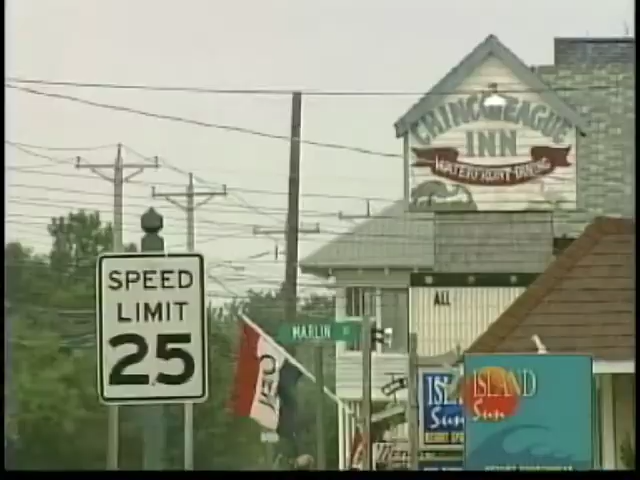 CHINCOTEAGUE
INN
WATERFRONT DINING
SPEED
LIMIT
25
MARLIN
ALL
ISLAND
Sun